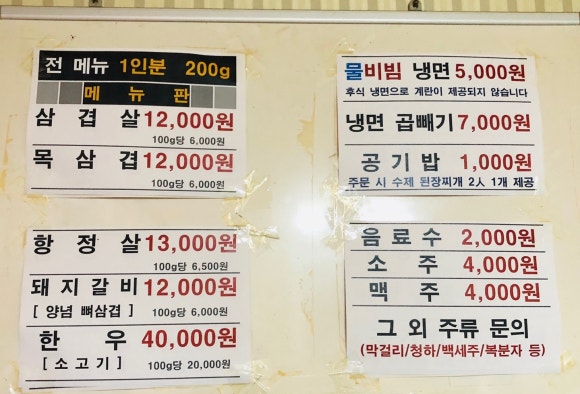 전 메뉴 1인분 200g
메 뉴 판
삼 겹 살 12,000원
100g당 6,000원
목 삼 겹 12,000원
100g당 6,000원
항 정 살 13,000원
100g당 6,500원
돼 지 갈 비 12,000원
[ 양념 뼈삼겹 ] 100g당 6,000원
한 우 40,000원
[ 소 고 기 ] 100g당 20,000원
물비빔 냉면 5,000원
후식 냉면으로 계란이 제공되지 않습니다
냉면 곱빼기 7,000원
공 기 밥 1,000원
주문 시 수제 된장찌개 2人 1개 제공
음 료 수 2,000원
소 주 4,000원
맥 주 4,000원
그 외 주류 문의
(막걸리/청하/백세주/복분자 등)